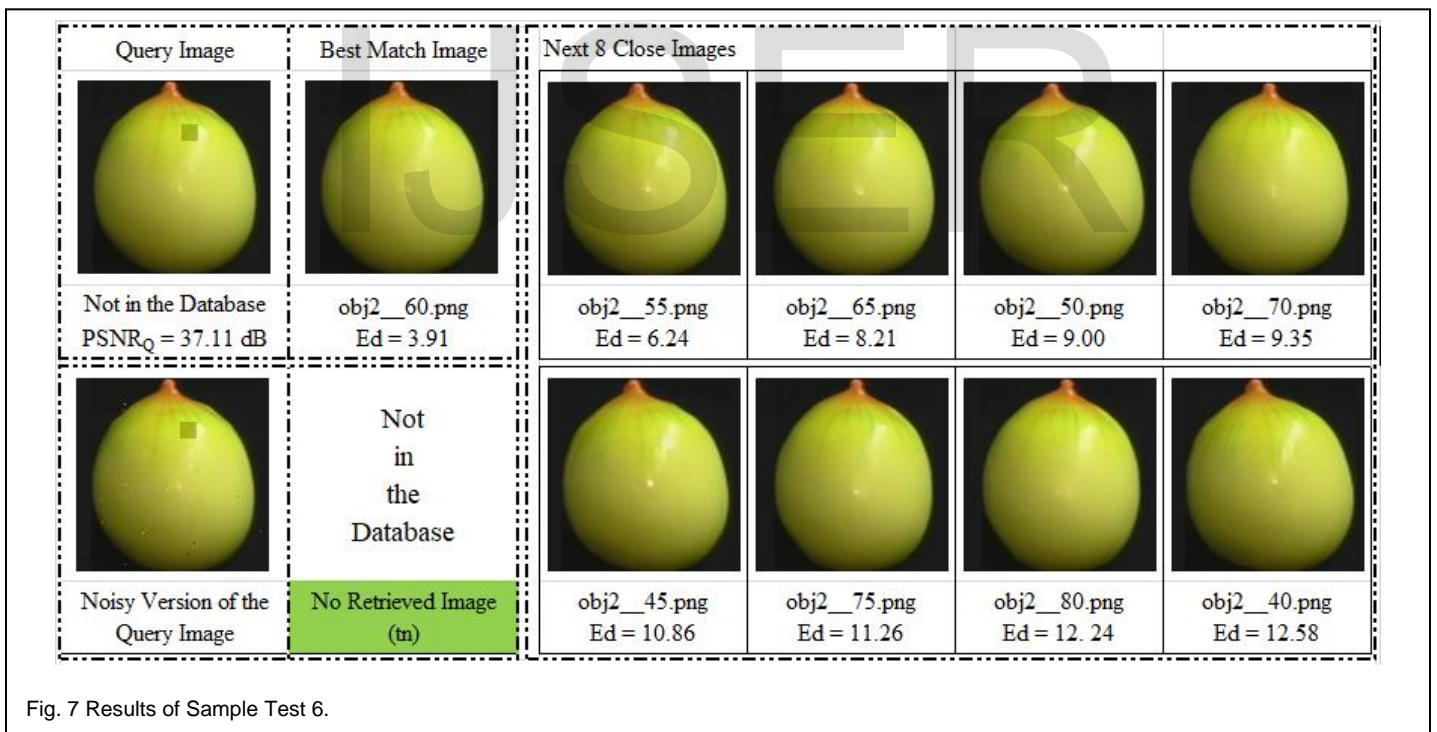 Query Image
Best Match Image
Next 8 Close Images
IJSER
Not in the Database
PSNRQ = 37.11 dB
obj2__60.png
Ed = 3.91
obj2__55.png
Ed = 6.24
obj2__65.png
Ed = 8.21
obj2__50.png
Ed = 9.00
obj2__70.png
Ed = 9.35
Not
in
the
Database
Noisy Version of the
Query Image
No Retrieved Image
(tn)
obj2__45.png
Ed = 10.86
obj2__75.png
Ed = 11.26
obj2__80.png
Ed = 12. 24
obj2__40.png
Ed = 12.58
Fig. 7 Results of Sample Test 6.